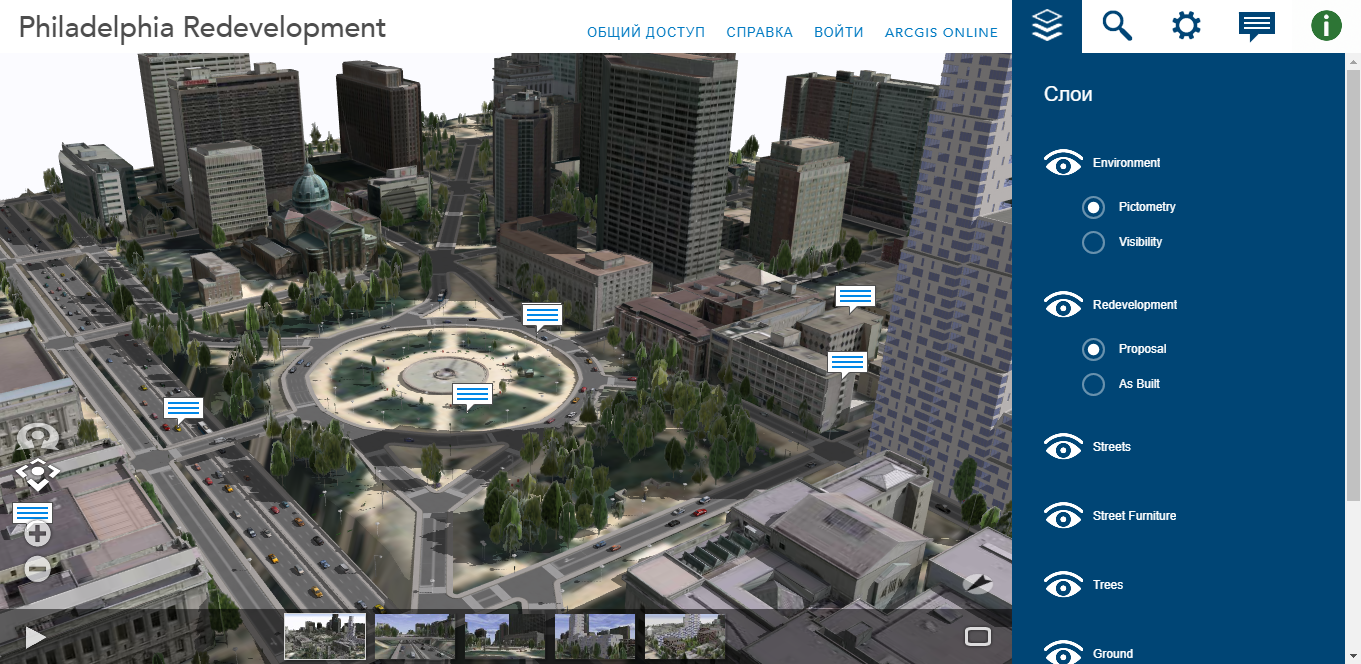 Philadelphia Redevelopment
ОБЩИЙ ДОСТУП СПРАВКА ВОЙТИ ARCGIS ONLINE
Слои
Environment
Pictometry
Visibility
Redevelopment
Proposal
As Built
Streets
Street Furniture
Trees
Ground